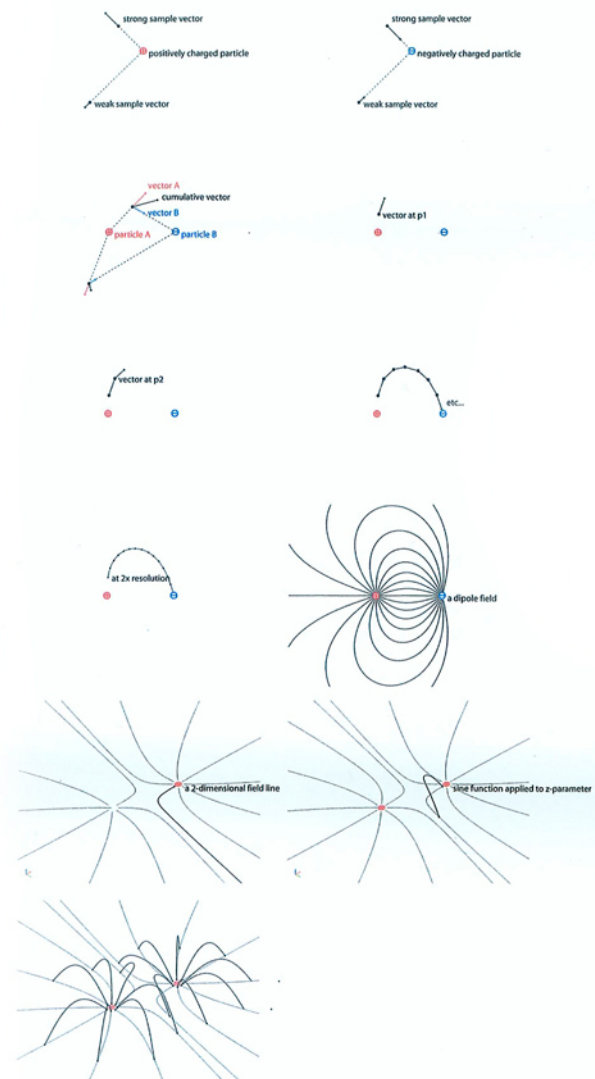 strong sample vector
positively charged particle
weak sample vector
strong sample vector
negatively charged particle
weak sample vector
vector A
cumulative vector
vector B
particle A
particle B
vector at p1
vector at p2
etc...
at 2x resolution
a dipole field
a 2-dimensional field line
sine function applied to z-parameter